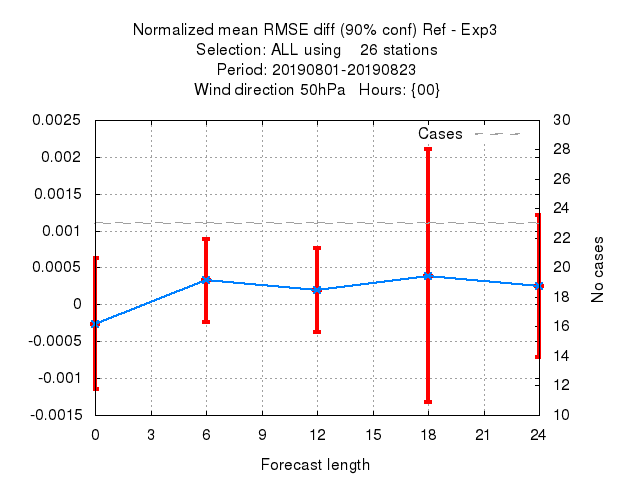 Normalized mean RMSE diff (90% conf) Ref - Exp3
Selection: ALL using    26 stations
Period: 20190801-20190823
Wind direction 50hPa   Hours: {00}
Cases
0.0025
0.002
0.0015
0.001
0.0005
0
-0.0005
-0.001
-0.0015
30
28
26
24
22
20
18
16
14
12
10
No cases
0 3 6 9 12 15 18 21 24
Forecast length